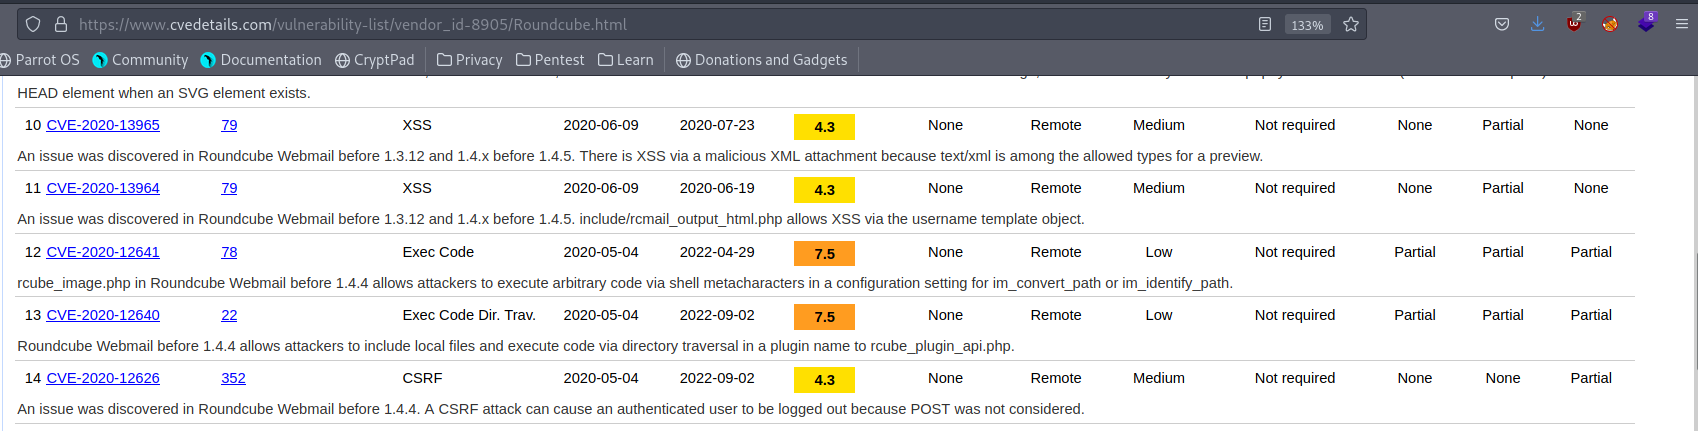 https://www.cvedetails.com/vulnerability-list/vendor_id-8905/Roundcube.html 133% 2 8
Parrot OS Community Documentation CryptPad Privacy Pentest Learn Donations and Gadgets
HEAD element when an SVG element exists.
10 CVE-2020-13965 79 XSS 2020-06-09 2020-07-23 4.3 None Remote Medium Not required None Partial None
An issue was discovered in Roundcube Webmail before 1.3.12 and 1.4.x before 1.4.5. There is XSS via a malicious XML attachment because text/xml is among the allowed types for a preview.
11 CVE-2020-13964 79 XSS 2020-06-09 2020-06-19 4.3 None Remote Medium Not required None Partial None
An issue was discovered in Roundcube Webmail before 1.3.12 and 1.4.x before 1.4.5. include/rcmail_output_html.php allows XSS via the username template object.
12 CVE-2020-12641 78 Exec Code 2020-05-04 2022-04-29 7.5 None Remote Low Not required Partial Partial Partial
rcube_image.php in Roundcube Webmail before 1.4.4 allows attackers to execute arbitrary code via shell metacharacters in a configuration setting for im_convert_path or im_identify_path.
13 CVE-2020-12640 22 Exec Code Dir. Trav. 2020-05-04 2022-09-02 7.5 None Remote Low Not required Partial Partial Partial
Roundcube Webmail before 1.4.4 allows attackers to include local files and execute code via directory traversal in a plugin name to rcube_plugin_api.php.
14 CVE-2020-12626 352 CSRF 2020-05-04 2022-09-02 4.3 None Remote Medium Not required None None Partial
An issue was discovered in Roundcube Webmail before 1.4.4. A CSRF attack can cause an authenticated user to be logged out because POST was not considered.